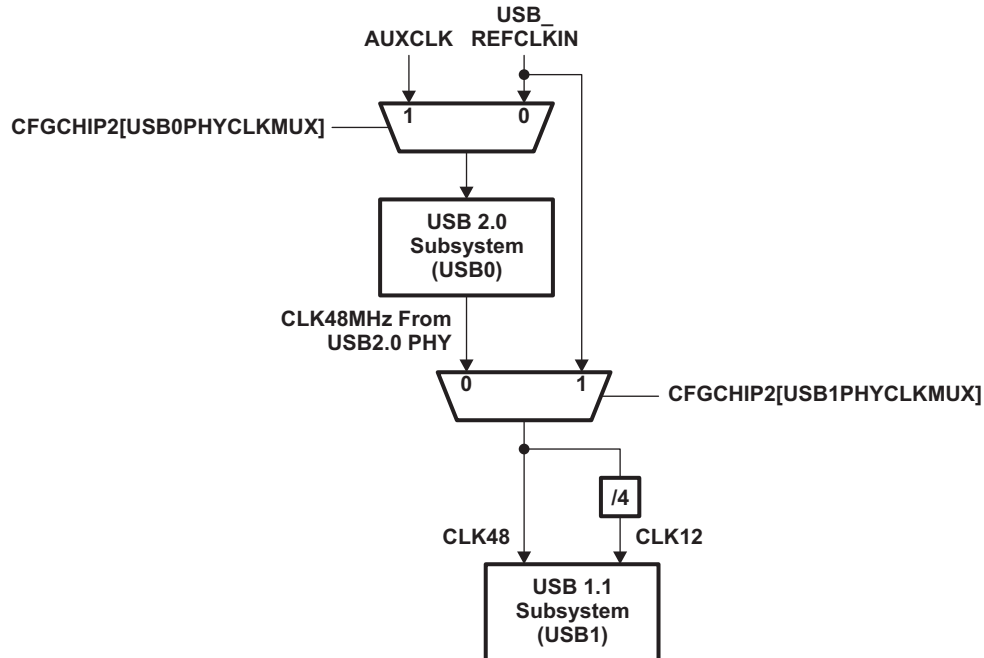 USB_
AUXCLK REFCLKIN
1 0
CFGCHIP2[USB0PHYCLKMUX]
USB 2.0
Subsystem
(USB0)
CLK48MHz From
USB2.0 PHY
0 1
CFGCHIP2[USB1PHYCLKMUX]
/4
CLK48 CLK12
USB 1.1
Subsystem
(USB1)